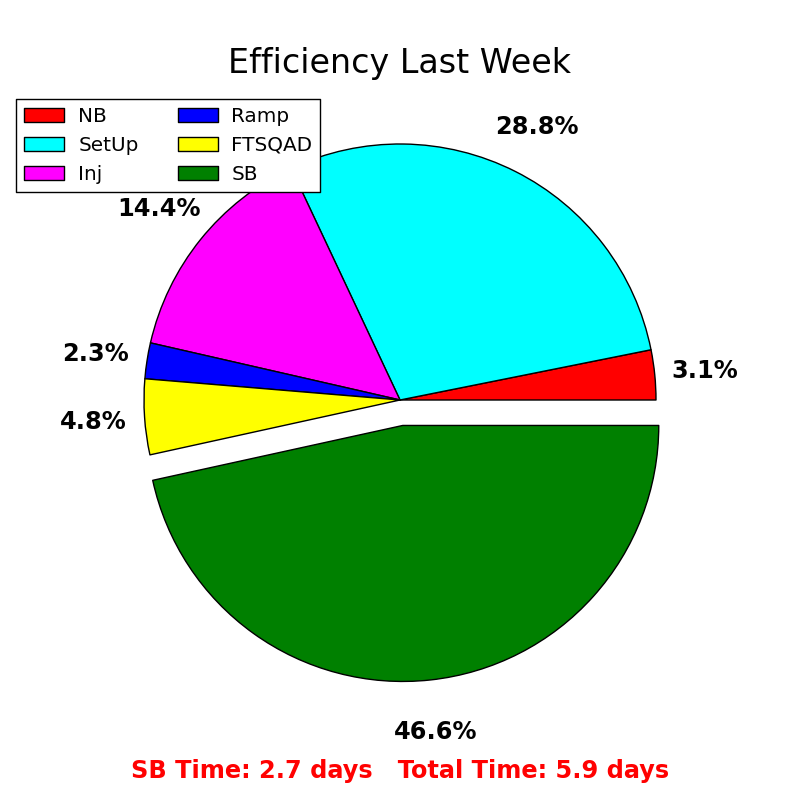 Efficiency Last Week
NB Ramp
SetUp FTSQAD
Inj SB
28.8%
14.4%
2.3%
3.1%
4.8%
46.6%
SB Time: 2.7 days Total Time: 5.9 days